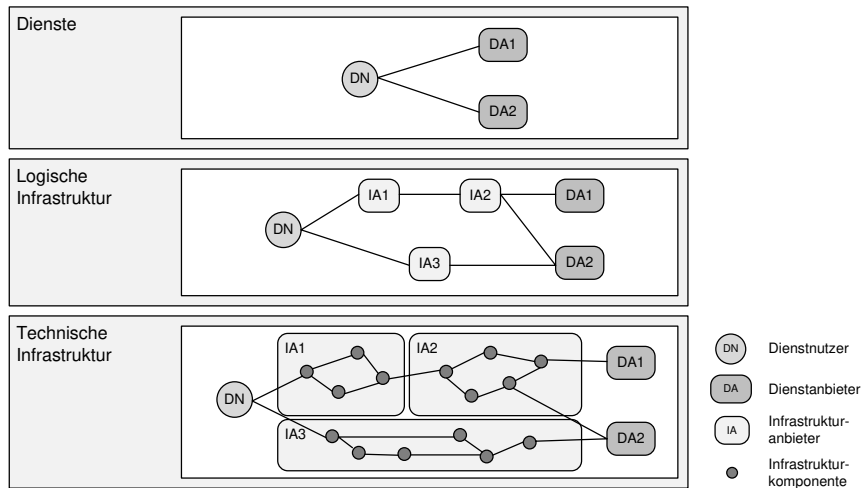 Dienste
DN
DA1
DA2
Logische
Infrastruktur
DN
IA1
IA2
DA1
IA3
DA2
Technische
Infrastruktur
IA1
IA2
DN
DA1
IA3
DA2
DN Dienstnutzer
DA Dienstanbieter
IA Infrastruktur-
anbieter
Infrastruktur-
komponente